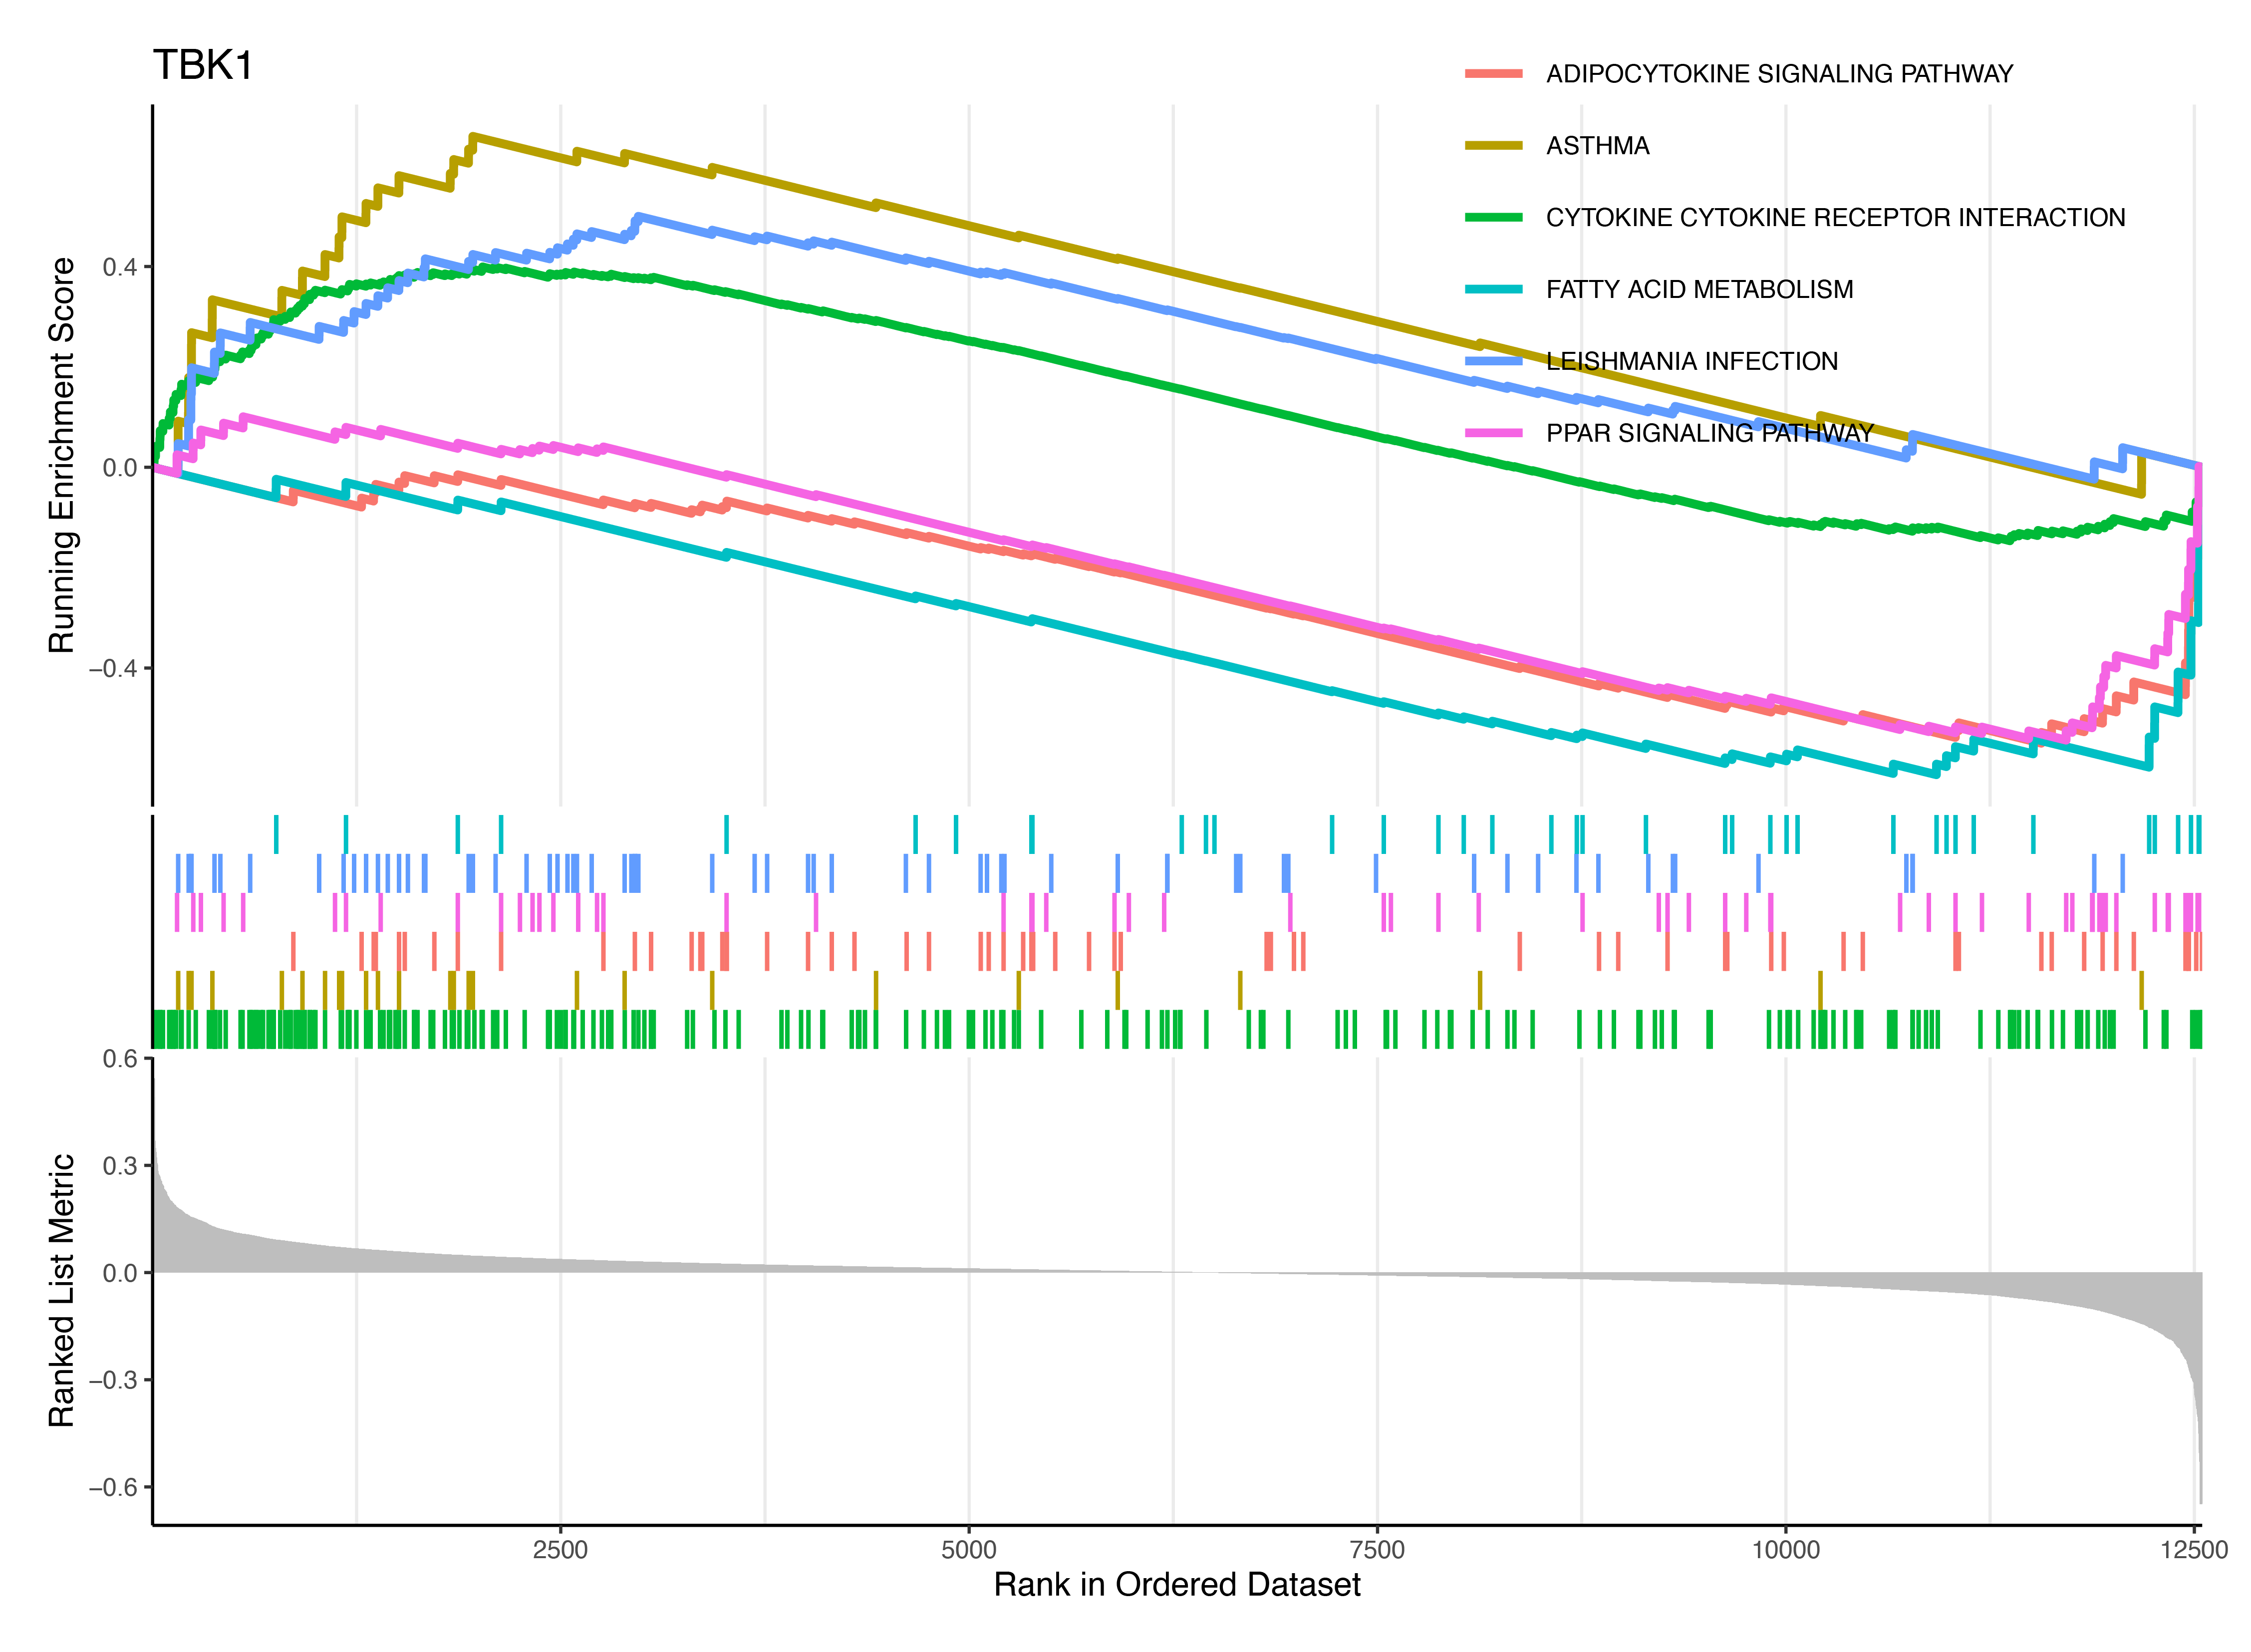 TBK1
ADIPOCYTOKINE SIGNALING PATHWAY
ASTHMA
CYTOKINE CYTOKINE RECEPTOR INTERACTION
FATTY ACID METABOLISM
LEISHMANIA INFECTION
PPAR SIGNALING PATHWAY
Running Enrichment Score
0.4
0.0
−0.4
Ranked List Metric
0.6
0.3
0.0
−0.3
−0.6
2500 5000 7500 10000 12500
Rank in Ordered Dataset